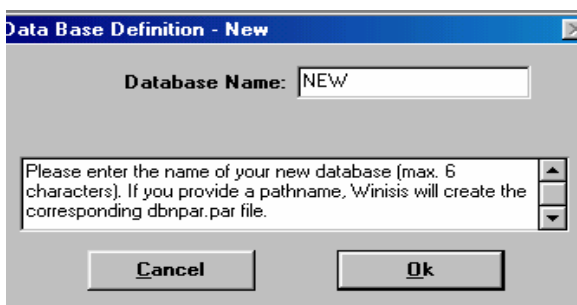 Data Base Definition - New
Database Name: NEW
Please enter the name of your new database (max. 6
characters). If you provide a pathname, Winisis will create the
corresponding dbnpar.par file.
Cancel Ok